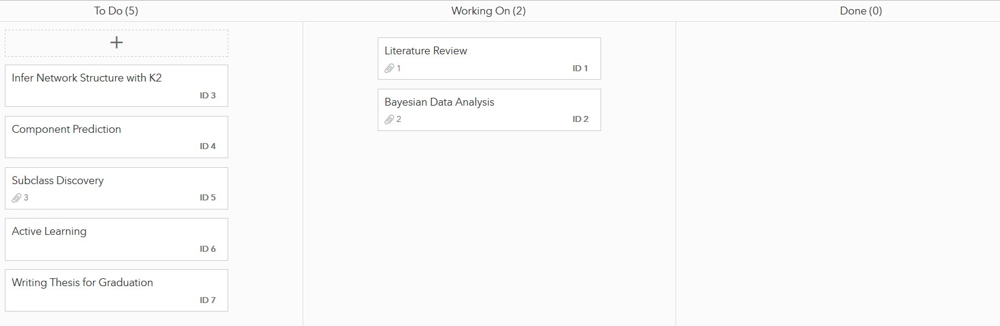 To Do (5)
Working On (2)
Done (0)
Infer Network Structure with K2
ID 3
Component Prediction
ID 4
Subclass Discovery
3
ID 5
Active Learning
ID 6
Writing Thesis for Graduation
ID 7
Literature Review
1
ID 1
Bayesian Data Analysis
2
ID 2